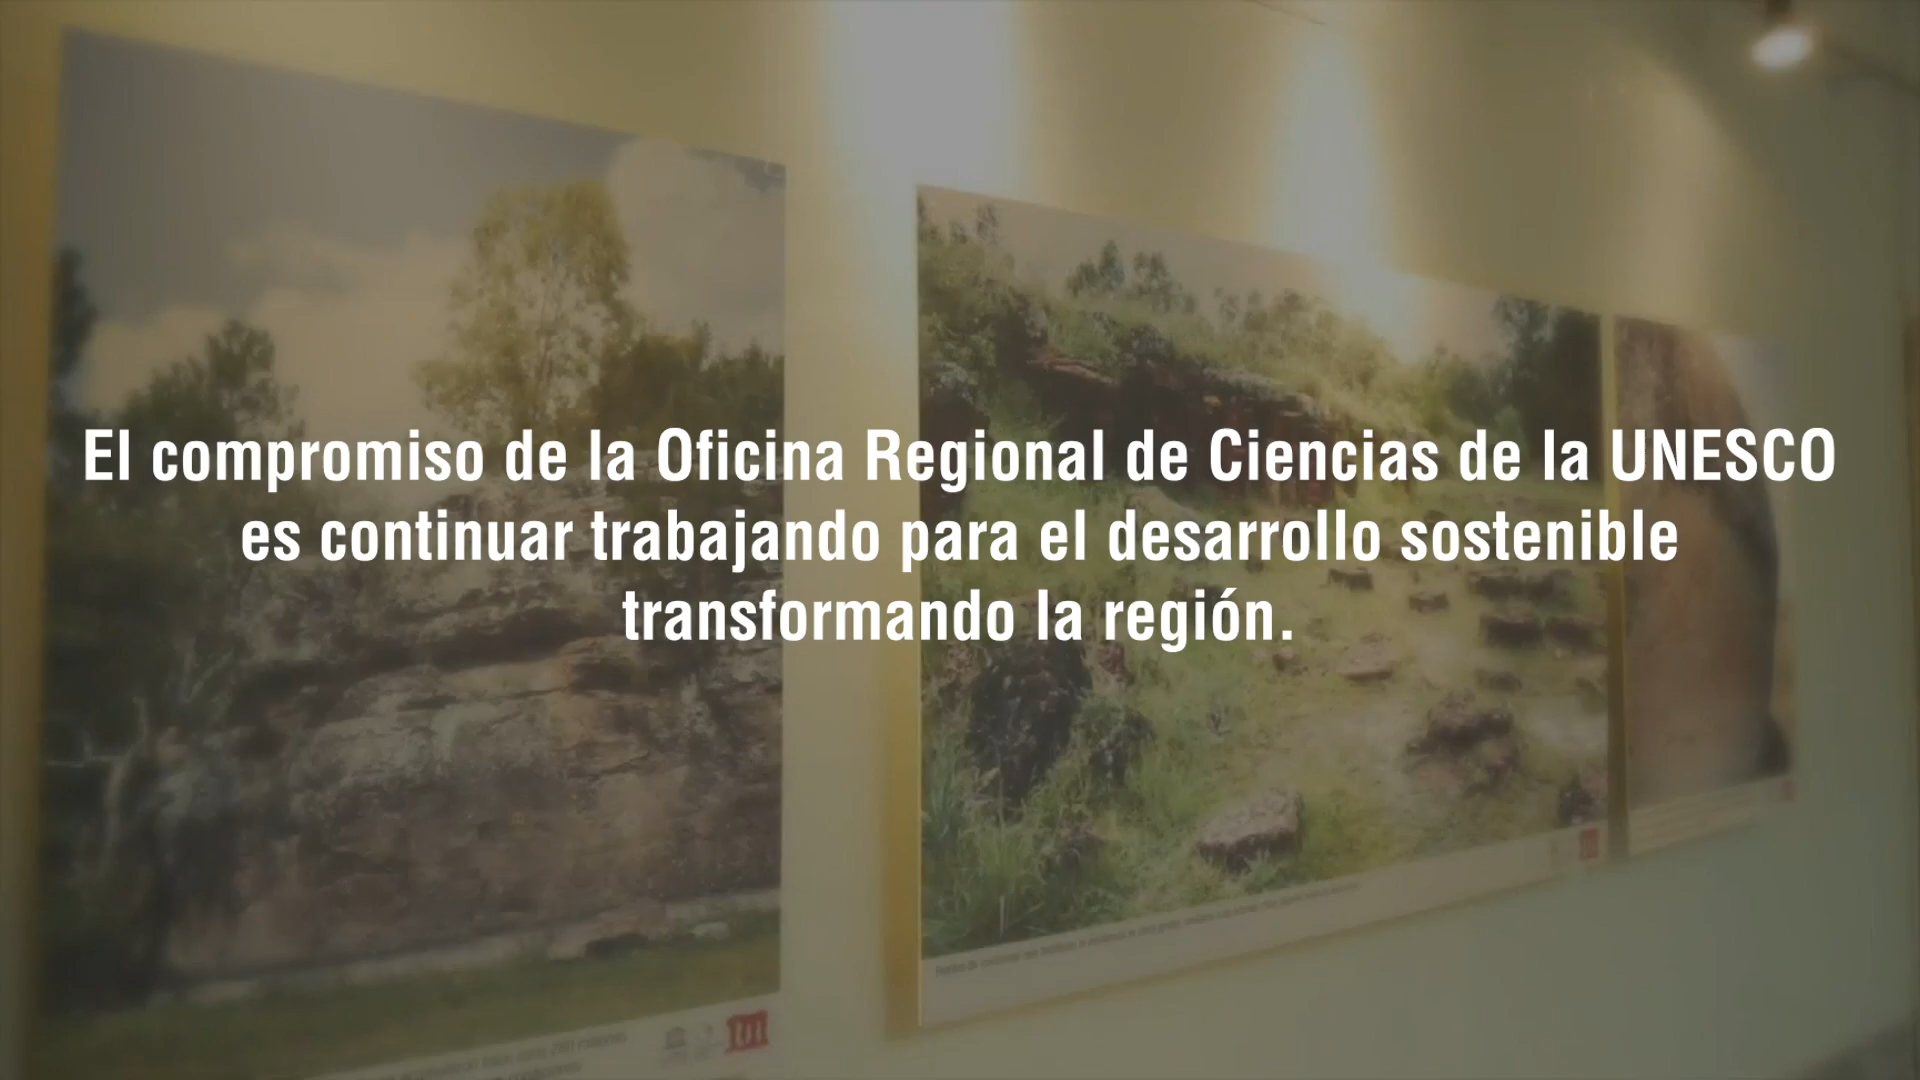 El compromiso de la Oficina Regional de Ciencias de la UNESCO
es continuar trabajando para el desarrollo sostenible
transformando la región.